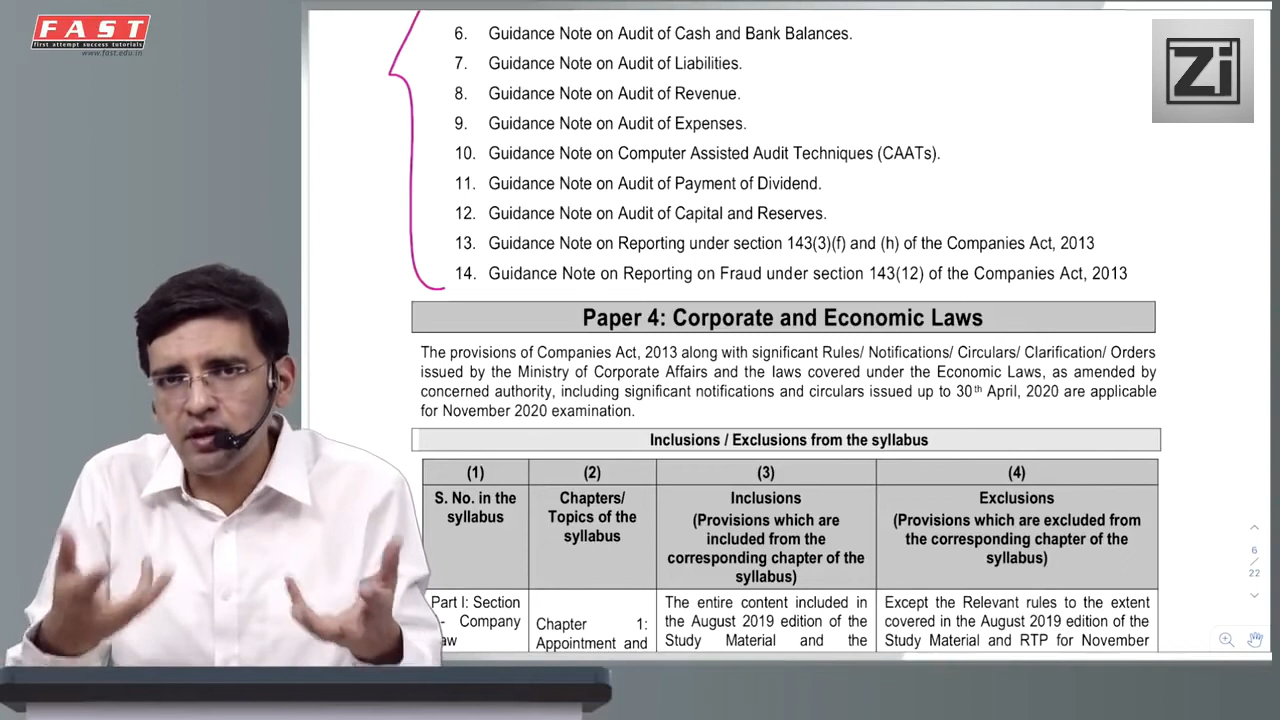 FAST
first attempt success tutorials
www.fast.edu.in
Zi
6. Guidance Note on Audit of Cash and Bank Balances.
7. Guidance Note on Audit of Liabilities.
8. Guidance Note on Audit of Revenue.
9. Guidance Note on Audit of Expenses.
10. Guidance Note on Computer Assisted Audit Techniques (CAATs).
11. Guidance Note on Audit of Payment of Dividend.
12. Guidance Note on Audit of Capital and Reserves.
13. Guidance Note on Reporting under section 143(3)(f) and (h) of the Companies Act, 2013
14. Guidance Note on Reporting on Fraud under section 143(12) of the Companies Act, 2013
Paper 4: Corporate and Economic Laws
The provisions of Companies Act, 2013 along with significant Rules/ Notifications/ Circulars/ Clarification/ Orders
issued by the Ministry of Corporate Affairs and the laws covered under the Economic Laws, as amended by
concerned authority, including significant notifications and circulars issued up to 30th April, 2020 are applicable
for November 2020 examination.
Inclusions / Exclusions from the syllabus
(1) (2) (3) (4)
S. No. in the
syllabus
Chapters/
Topics of the
syllabus
Inclusions
(Provisions which are
included from the
corresponding chapter of the
syllabus)
Exclusions
(Provisions which are excluded from
the corresponding chapter of the
syllabus)
Part I: Section
- Company
aw
Chapter 1:
Appointment and
The entire content included in
the August 2019 edition of the
Study Material and the
Except the Relevant rules to the extent
covered in the August 2019 edition of the
Study Material and RTP for November
6
/
22